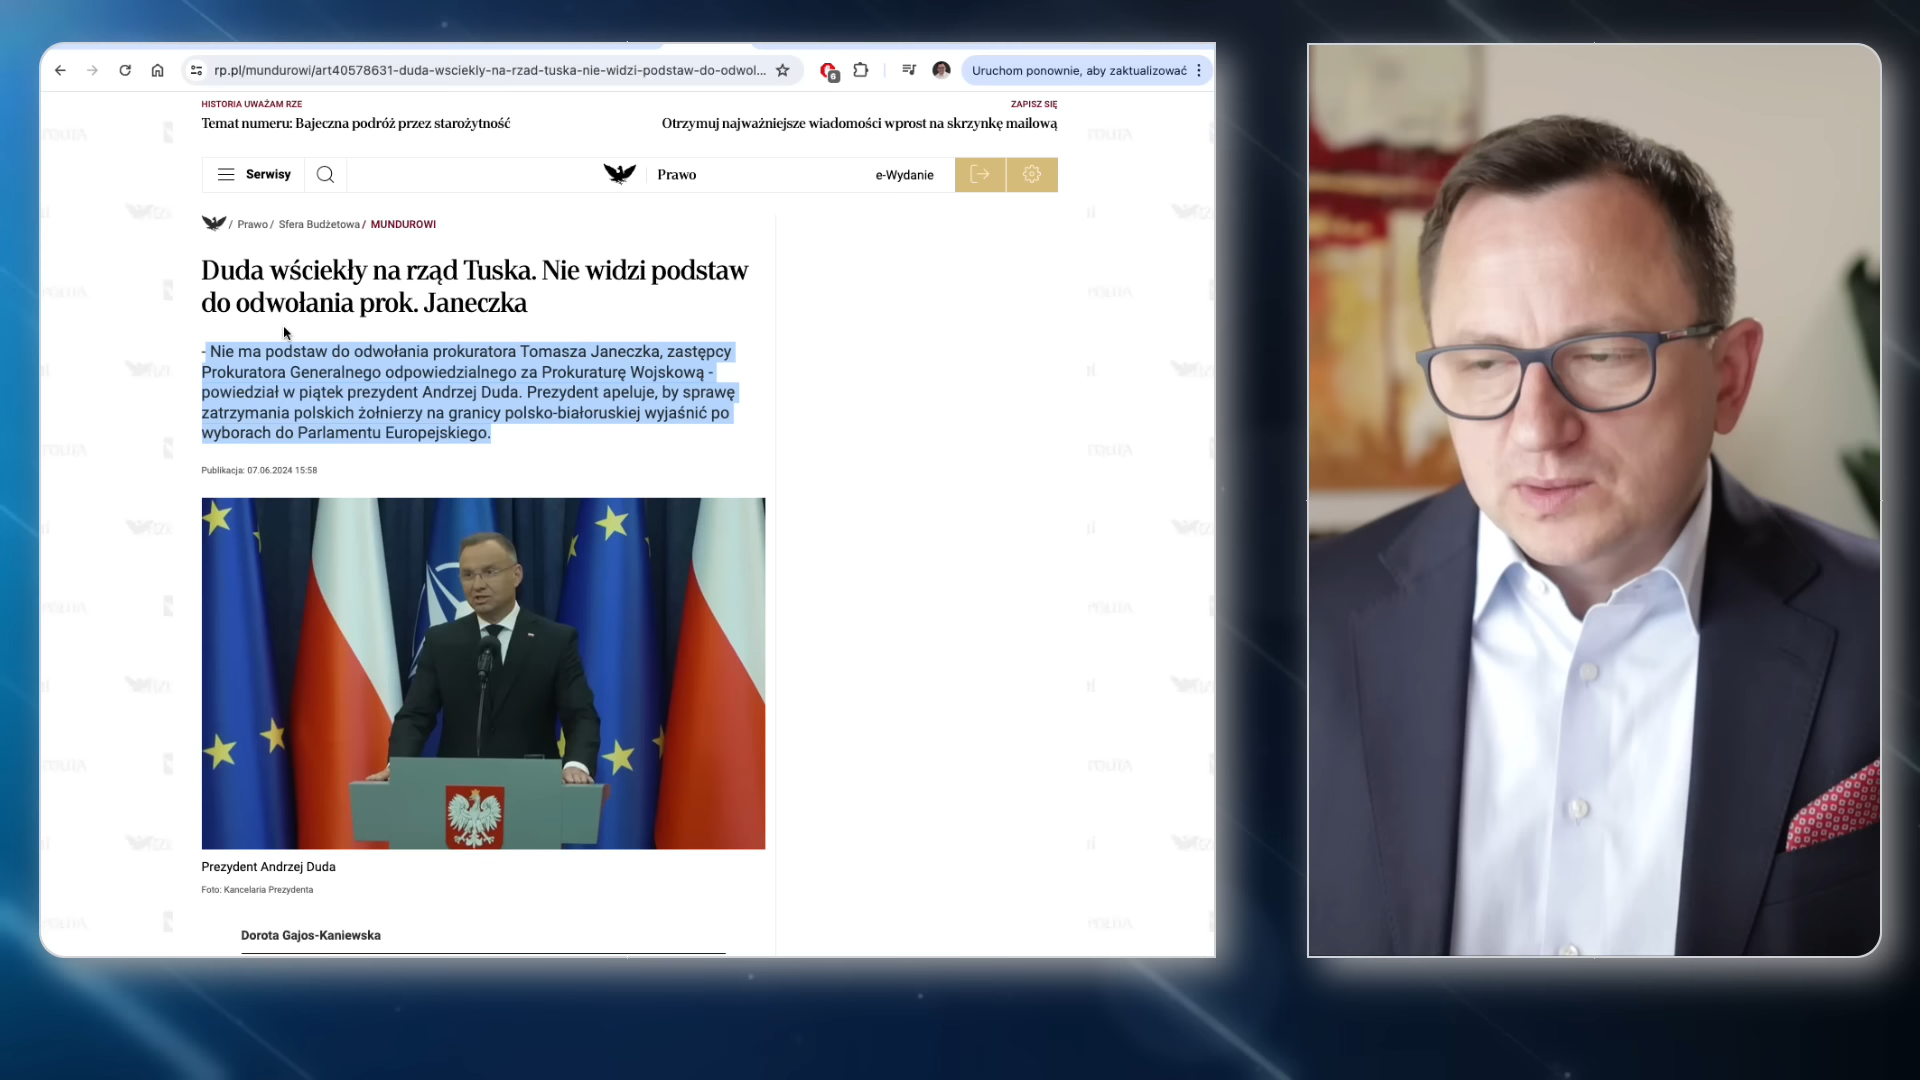 rp.pl/mundurowi/art40578631-duda-wsciekly-na-rzad-tuska-nie-widzi-podstaw-do-odwol...
6
Uruchom ponownie, aby zaktualizować
HISTORIA UWAŻAM RZE
ZAPISZ SIĘ
Temat numeru: Bajeczna podróż przez starożytność
Otrzymuj najważniejsze wiadomości wprost na skrzynkę mailową
Serwisy
Prawo
e-Wydanie
/ Prawo / Sfera Budżetowa / MUNDUROWI
Duda wściekły na rząd Tuska. Nie widzi podstaw
do odwołania prok. Janeczka
- Nie ma podstaw do odwołania prokuratora Tomasza Janeczka, zastępcy
Prokuratora Generalnego odpowiedzialnego za Prokuraturę Wojskową -
powiedział w piątek prezydent Andrzej Duda. Prezydent apeluje, by sprawę
zatrzymania polskich żołnierzy na granicy polsko-białoruskiej wyjaśnić po
wyborach do Parlamentu Europejskiego.
Publikacja: 07.06.2024 15:58
Prezydent Andrzej Duda
Foto: Kancelaria Prezydenta
Dorota Gajos-Kaniewska